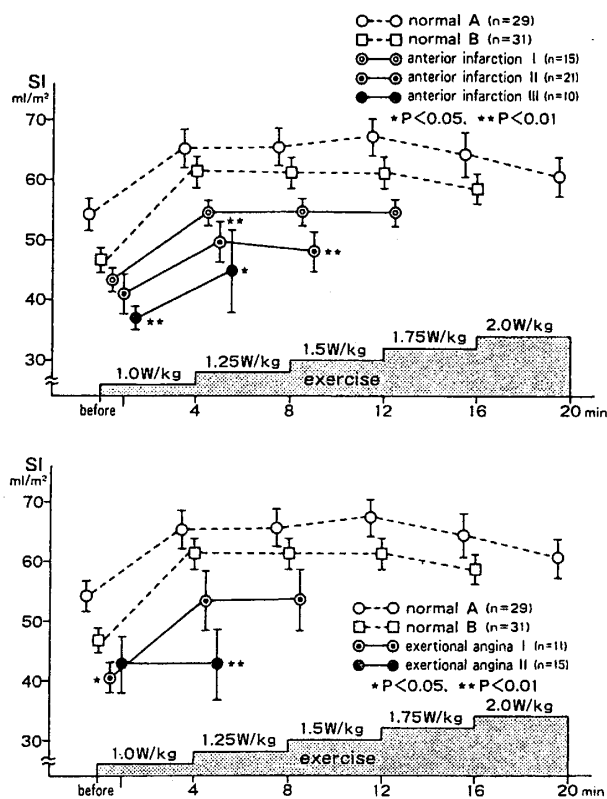 normal A (n=29)
normal B (n=31)
anterior infarction I (n=15)
anterior infarction II (n=21)
anterior infarction III (n=10)
*P<0.05, **P<0.01
SI
ml/m²
70
60
50
40
30
**
**
*
**
1.0W/kg
1.25W/kg
1.5W/kg
1.75W/kg
2.0W/kg
exercise
before 4 8 12 16 20 min
SI
ml/m²
70
60
50
40
30
normal A (n=29)
normal B (n=31)
exertional angina I (n=11)
exertional angina II (n=15)
*P<0.05, **P<0.01
*
**
1.0W/kg
1.25W/kg
1.5W/kg
1.75W/kg
2.0W/kg
exercise
before 4 8 12 16 20 min